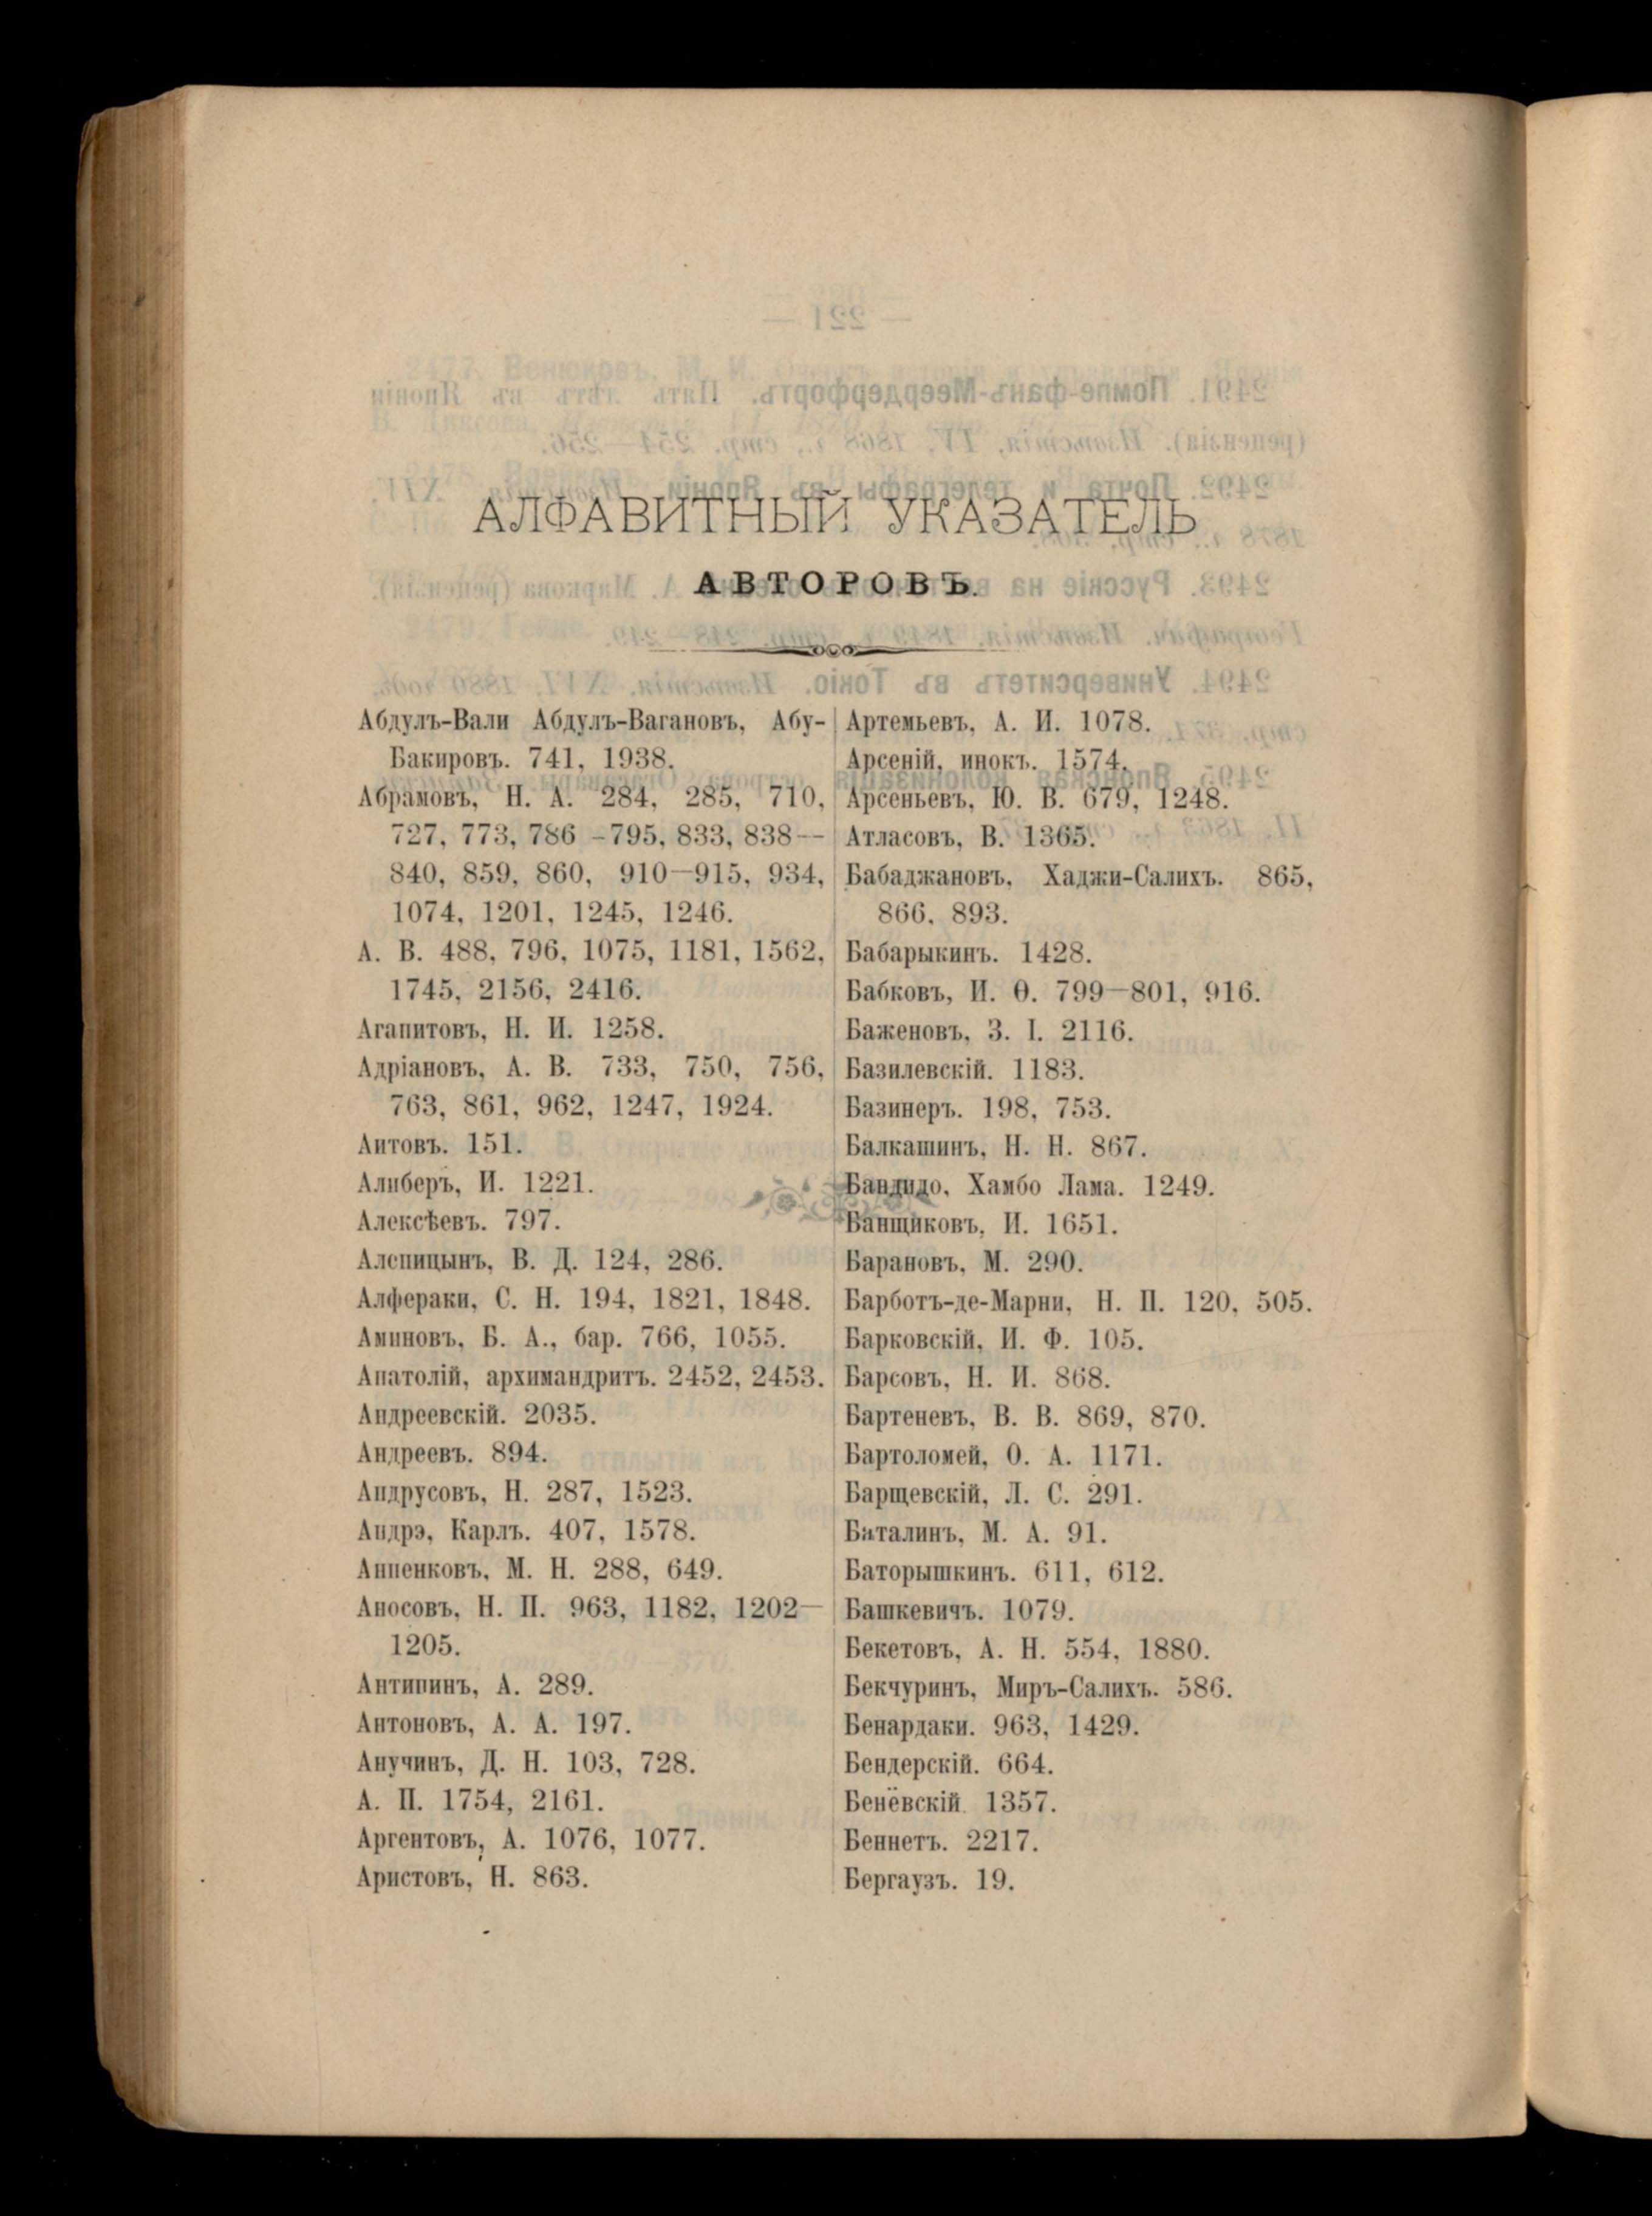 АЛФАВИТНЫЙ УКАЗАТЕЛЬ
АВТОРОВЪ.
Абдулъ-Вали Абдулъ-Вагановъ, Абу-
Бакировъ. 741, 1938.
Абрамовъ, Н. А. 284, 285, 710,
727, 773, 786–795, 833, 838—
840, 859, 860, 910—915, 934,
1074, 1201, 1245, 1246.
А. В. 488, 796, 1075, 1181, 1562,
1745, 2156, 2416.
Агапитовъ, Н. И. 1258.
Адріановъ, А. В. 733, 750, 756,
763, 861, 962, 1247, 1924.
Аитовъ. 151.
Алиберъ, И. 1221.
Алексѣевъ. 797.
Алспицынъ, В. Д. 124, 286.
Алфераки, С. Н. 194, 1821, 1848.
Аминовъ, Б. А., бар. 766, 1055.
Анатолій, архимандритъ. 2452, 2453.
Андреевскій. 2035.
Андреевъ. 894.
Андрусовъ, Н. 287, 1523.
Андрэ, Карлъ. 407, 1578.
Анненковъ, М. Н. 288, 649.
Аносовъ, Н. П. 963, 1182, 1202—
1205.
Антипинъ, А. 289.
Антоновъ, А. А. 197.
Анучинъ, Д. Н. 103, 728.
А. П. 1754, 2161.
Аргентовъ, А. 1076, 1077.
Аристовъ, Н. 863.
Артемьевъ, А. И. 1078.
Арсеній, инокъ. 1574.
Арсеньевъ, Ю. В. 679, 1248.
Атласовъ, В. 1365.
Бабаджановъ, Хаджи-Салихъ. 865,
866, 893.
Бабарыкинъ. 1428.
Бабковъ, И. Ѳ. 799—801, 916.
Баженовъ, З. І. 2116.
Базилевскій. 1183.
Базинеръ. 198, 753.
Балкашинъ, Н. Н. 867.
Бандидо, Хамбо Лама. 1249.
Банщиковъ, И. 1651.
Барановъ, М. 290.
Барботъ-де-Марни, Н. П. 120, 505.
Барковскій, И. Ф. 105.
Барсовъ, Н. И. 868.
Бартеневъ, В. В. 869, 870.
Бартоломей, О. А. 1171.
Барщевскій, Л. С. 291.
Баталинъ, М. А. 91.
Баторышкинъ. 611, 612.
Башкевичъ. 1079.
Бекетовъ, А. Н. 554, 1880.
Бекчуринъ, Миръ-Салихъ. 586.
Бенардаки. 963, 1429.
Бендерскій. 664.
Бенёвскій. 1357.
Беннетъ. 2217.
Бергаузъ. 19.